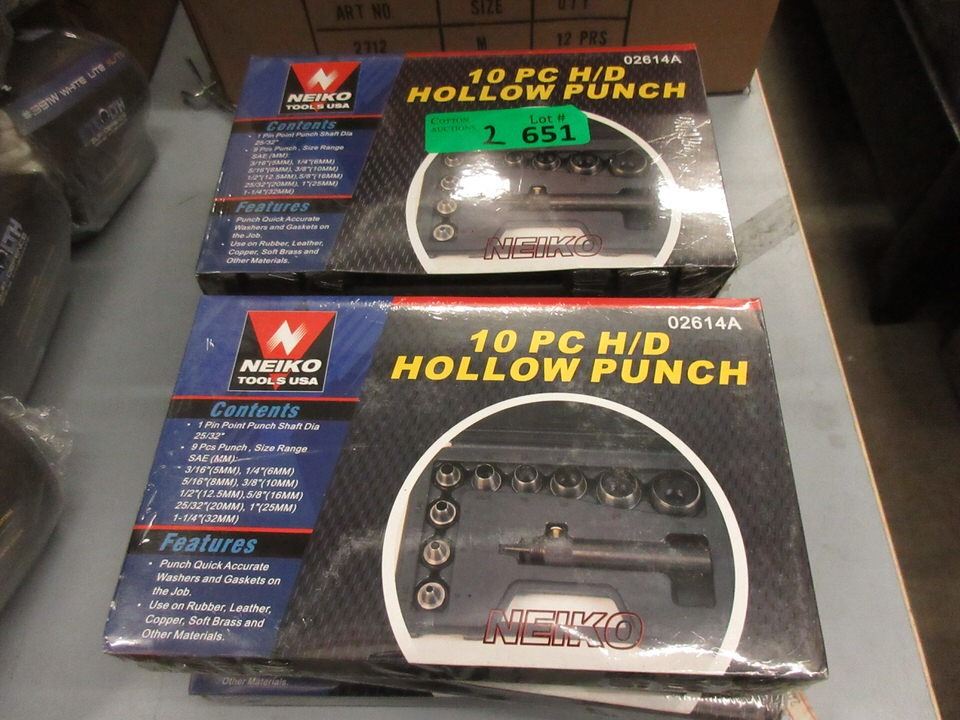 ART NO
SIZE
QTY
2712
M
12 PRS
02614A
10 PC H/D
HOLLOW PUNCH
NEIKO
TOOLS USA
COPTON
AUCTIONS
2
Lot #
651
Contents
• 1 Pin Point Punch Shaft Dia
25/32"
• 9 Pcs Punch , Size Range
SAE (MM):
3/16"(5MM), 1/4"(6MM)
5/16"(8MM), 3/8"(10MM)
1/2"(12.5MM),5/8"(16MM)
25/32"(20MM), 1"(25MM)
1-1/4"(32MM)
Features
• Punch Quick Accurate
Washers and Gaskets on
the Job.
• Use on Rubber, Leather,
Copper, Soft Brass and
Other Materials.
NEIKO
02614A
10 PC H/D
HOLLOW PUNCH
NEIKO
TOOLS USA
Contents
• 1 Pin Point Punch Shaft Dia
25/32"
• 9 Pcs Punch , Size Range
SAE (MM):
3/16"(5MM), 1/4"(6MM)
5/16"(8MM), 3/8"(10MM)
1/2"(12.5MM),5/8"(16MM)
25/32"(20MM), 1"(25MM)
1-1/4"(32MM)
Features
• Punch Quick Accurate
Washers and Gaskets on
the Job.
• Use on Rubber, Leather,
Copper, Soft Brass and
Other Materials.
NEIKO
Other Materials.